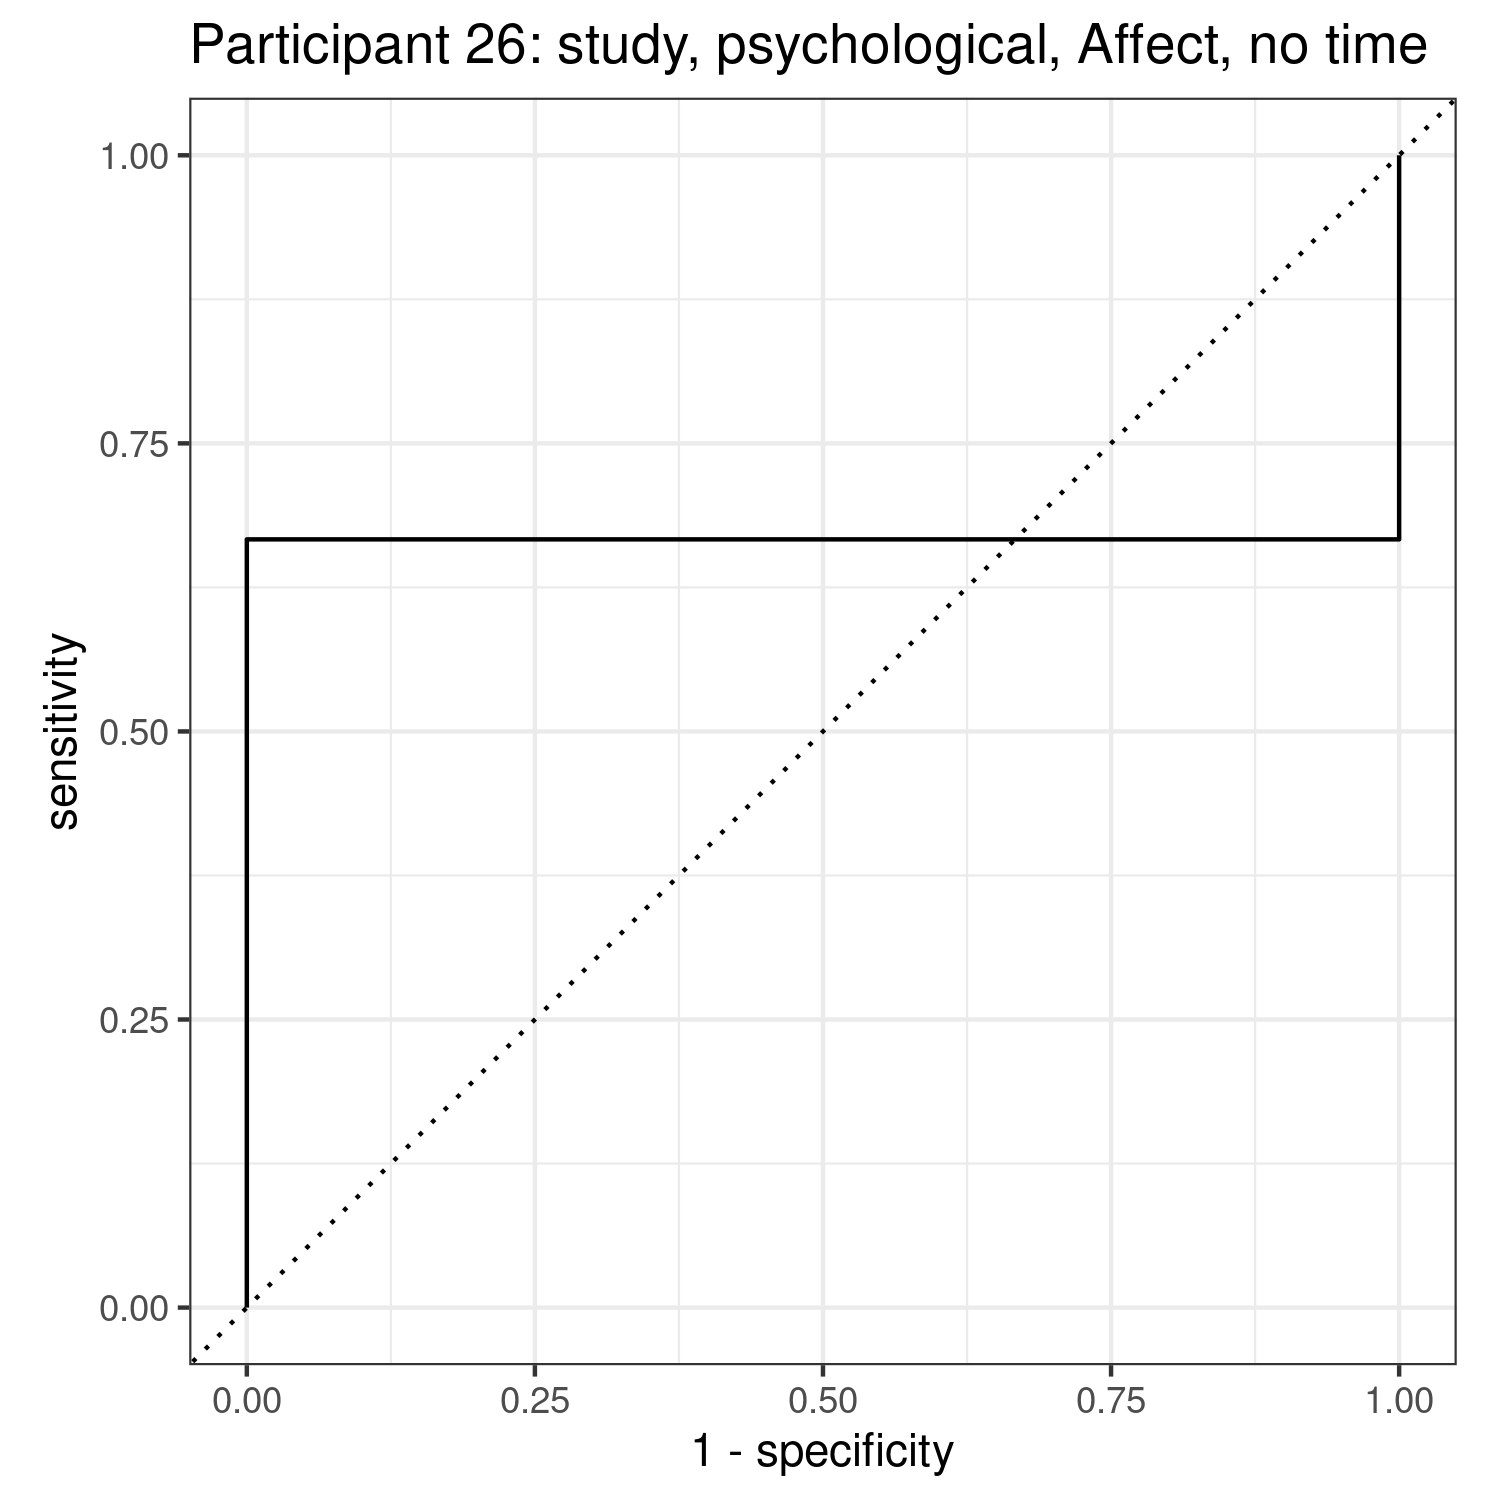 Participant 26: study, psychological, Affect, no time
1.00
0.75
0.50
0.25
0.00
sensitivity
0.00 0.25 0.50 0.75 1.00
1 - specificity